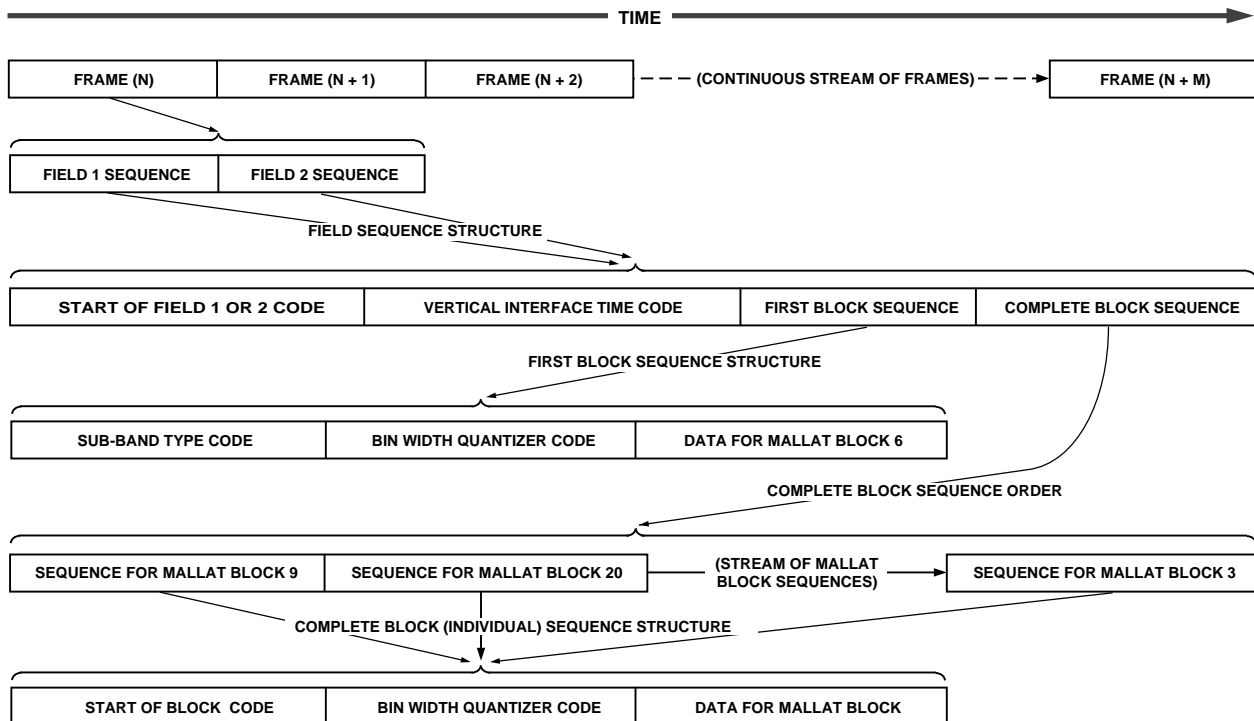 TIME
FRAME (N) FRAME (N + 1) FRAME (N + 2) (CONTINUOUS STREAM OF FRAMES) FRAME (N + M)
FIELD 1 SEQUENCE FIELD 2 SEQUENCE
FIELD SEQUENCE STRUCTURE
START OF FIELD 1 OR 2 CODE VERTICAL INTERFACE TIME CODE FIRST BLOCK SEQUENCE COMPLETE BLOCK SEQUENCE
FIRST BLOCK SEQUENCE STRUCTURE
SUB-BAND TYPE CODE BIN WIDTH QUANTIZER CODE DATA FOR MALLAT BLOCK 6
COMPLETE BLOCK SEQUENCE ORDER
SEQUENCE FOR MALLAT BLOCK 9 SEQUENCE FOR MALLAT BLOCK 20 (STREAM OF MALLAT
BLOCK SEQUENCES) SEQUENCE FOR MALLAT BLOCK 3
COMPLETE BLOCK (INDIVIDUAL) SEQUENCE STRUCTURE
START OF BLOCK CODE BIN WIDTH QUANTIZER CODE DATA FOR MALLAT BLOCK